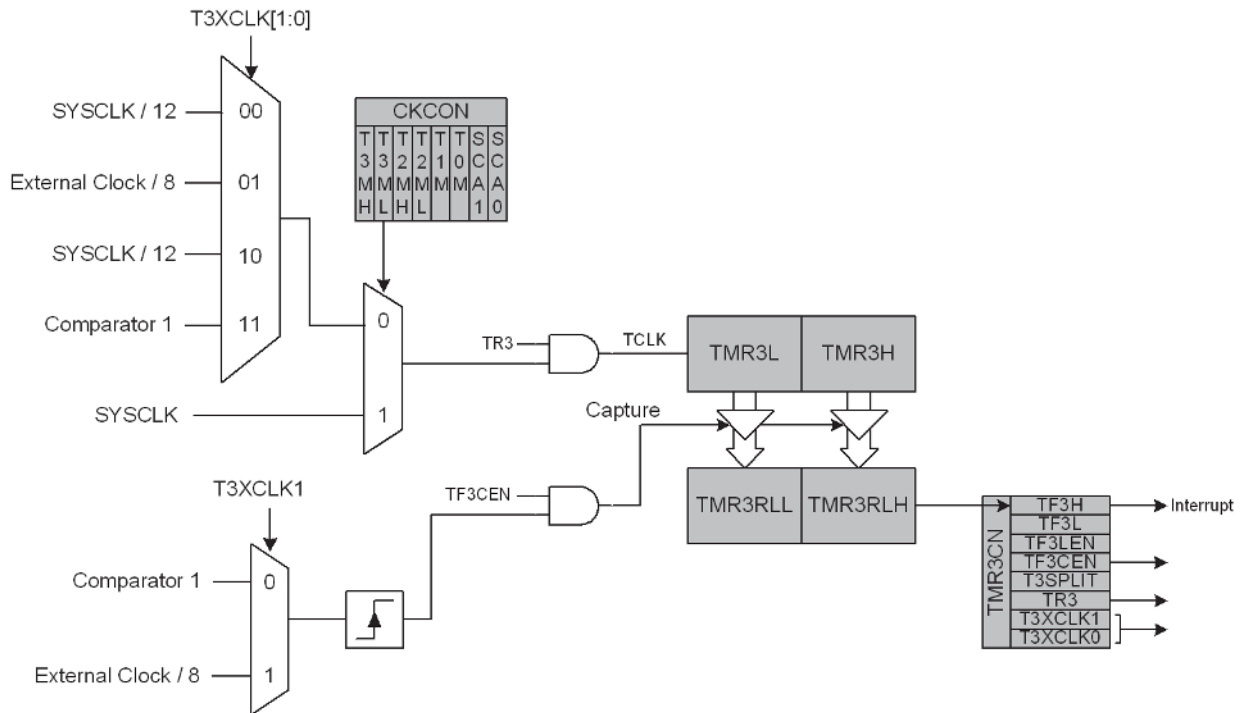 T3XCLK[1:0]
SYSCLK / 12
00
External Clock / 8
01
SYSCLK / 12
10
Comparator 1
11
CKCON
T3MH
T3ML
T2MH
T2ML
T1M
T0M
SCA1
SCA0
0
SYSCLK
1
TR3
TCLK
TMR3L
TMR3H
Capture
TMR3RLL
TMR3RLH
TF3CEN
T3XCLK1
Comparator 1
0
External Clock / 8
1
TMR3CN
TF3H
TF3L
TF3LEN
TF3CEN
T3SPLIT
TR3
T3XCLK1
T3XCLK0
Interrupt